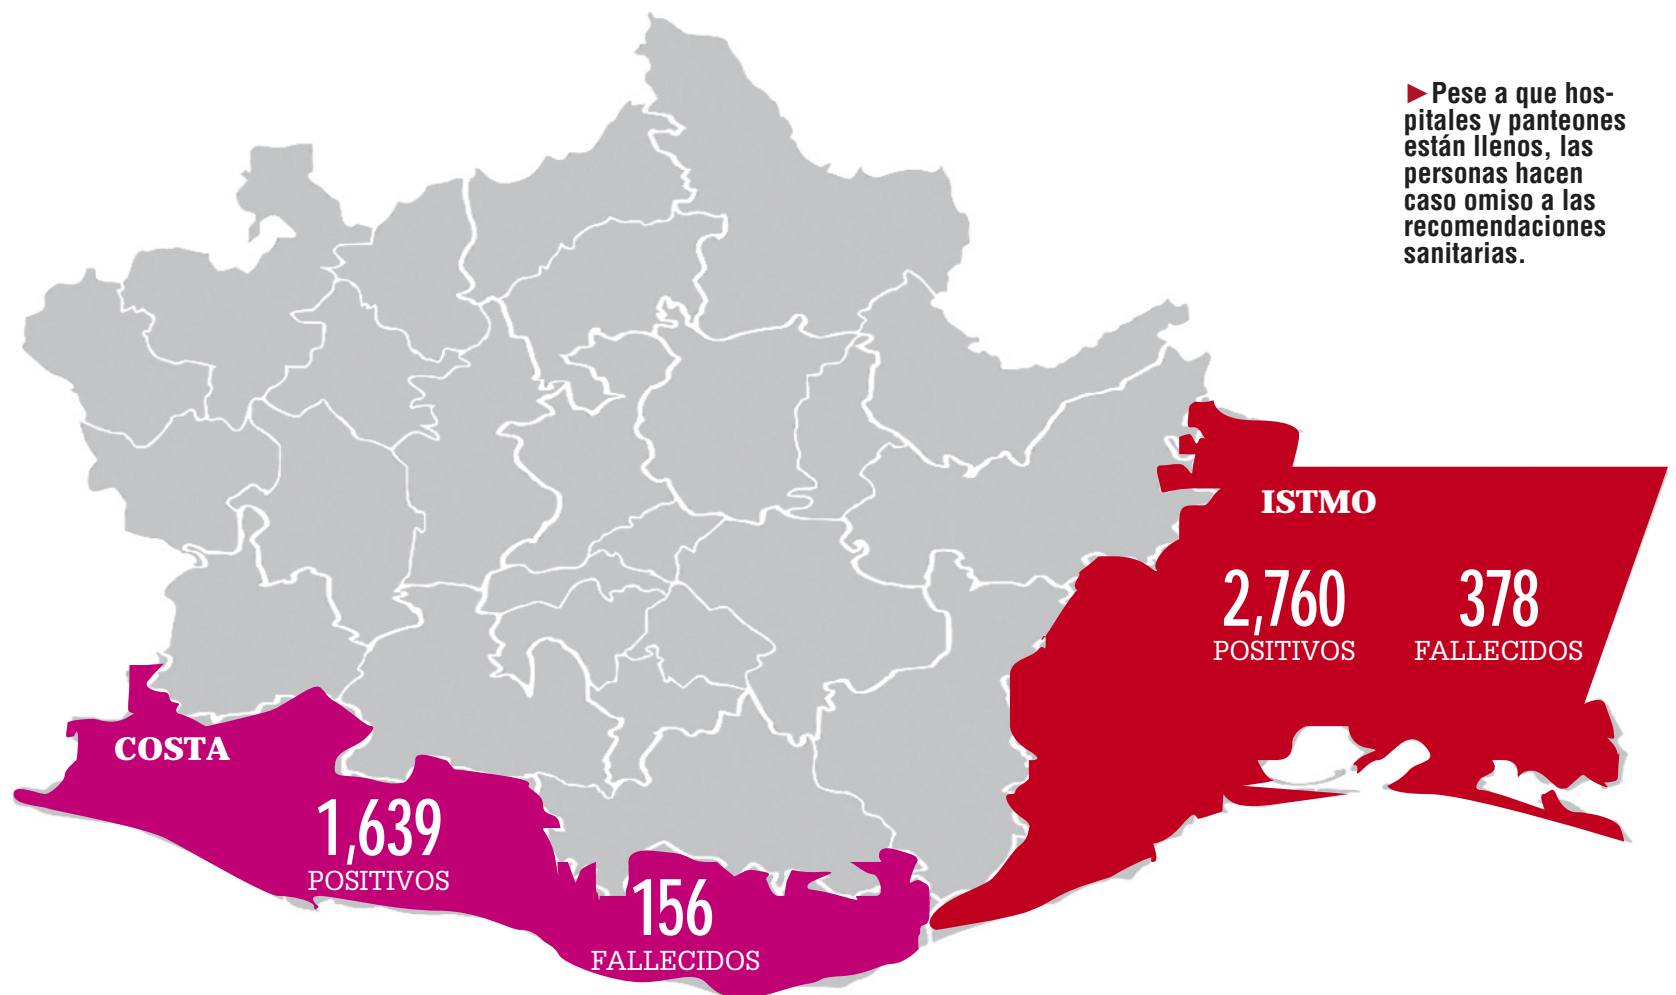 ►Pese a que hos-
pitales y panteones
están llenos, las
personas hacen
caso omiso a las
recomendaciones
sanitarias.
ISTMO
2,760
POSITIVOS
378
FALLECIDOS
COSTA
1,639
POSITIVOS
156
FALLECIDOS